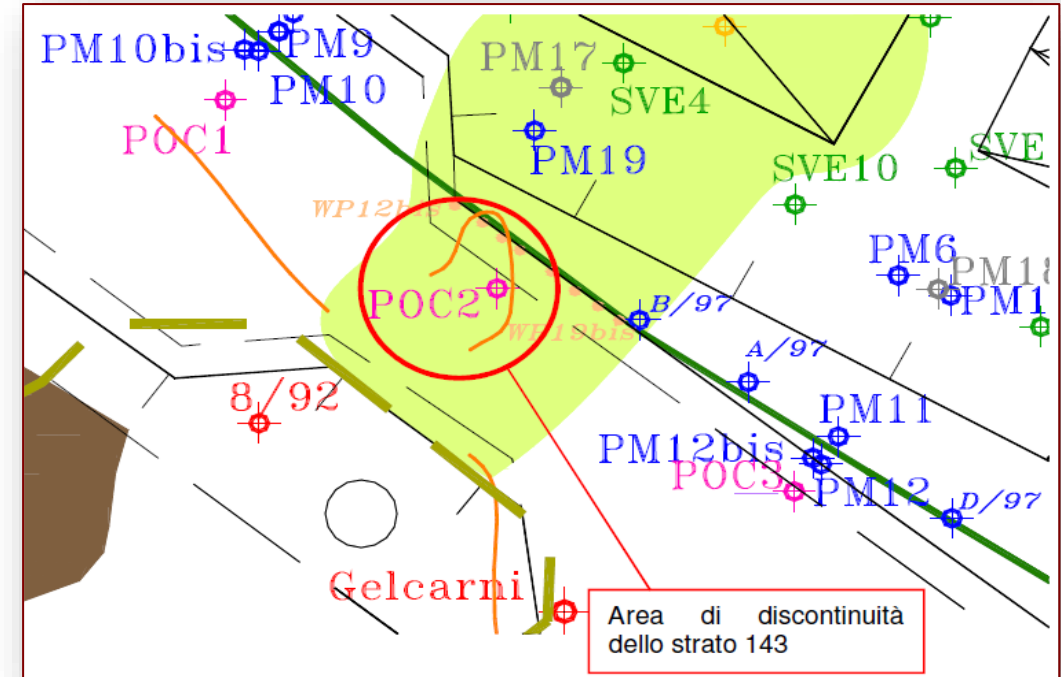 PM10bis
PM9
PM10
POC1
PM17
SVE4
PM19
SVE10
SVE
WP12bis
POC2
WP19bis
B/97
PM6
PM18
PM1
A/97
8/92
PM11
PM12bis
POC3
PM12
D/97
Gelcarni
Area di discontinuità
dello strato 143